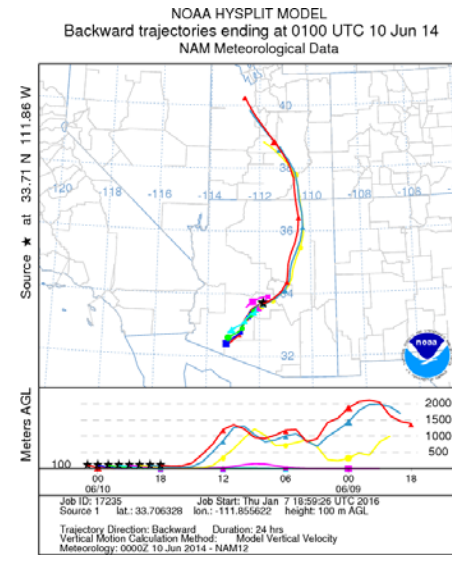 NOAA HYSPLIT MODEL
Backward trajectories ending at 0100 UTC 10 Jun 14
NAM Meteorological Data
Source ★ at 33.71 N 111.86 W
40
38
-120 -118 -116 -114 -112 -110 -108 -106
36
34
32
noaa
Meters AGL
2000
1500
1000
500
100
00 18 12 06 00 18
06/10 06/09
Job ID: 17235 Job Start: Thu Jan 7 18:59:26 UTC 2016
Source 1 lat.: 33.706328 lon.: -111.855622 height: 100 m AGL
Trajectory Direction: Backward Duration: 24 hrs
Vertical Motion Calculation Method: Model Vertical Velocity
Meteorology: 0000Z 10 Jun 2014 - NAM12